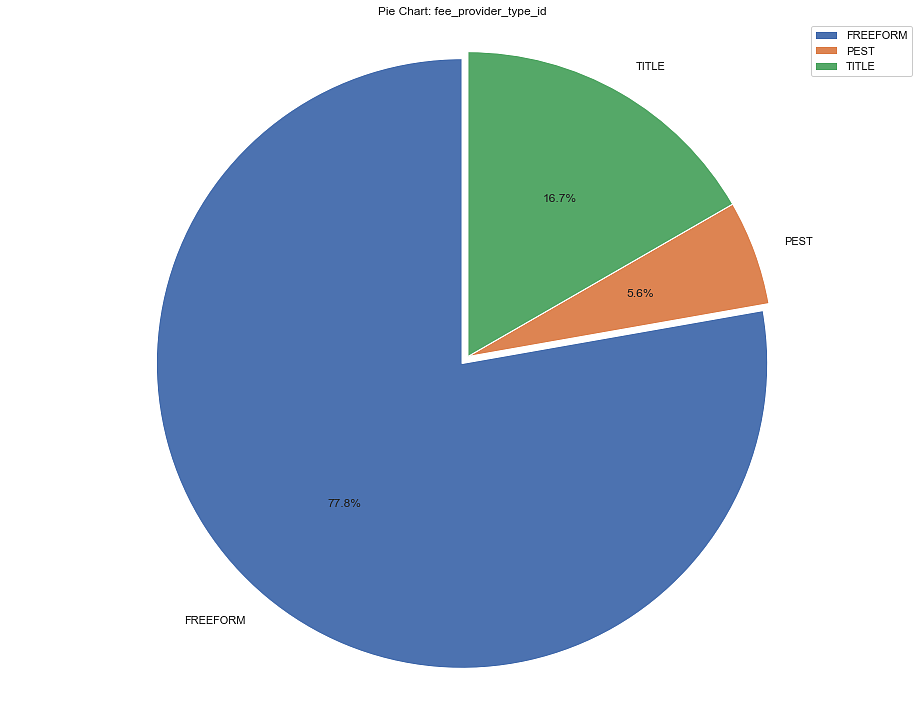 Pie Chart: fee_provider_type_id
FREEFORM
PEST
TITLE
TITLE
16.7%
PEST
5.6%
77.8%
FREEFORM